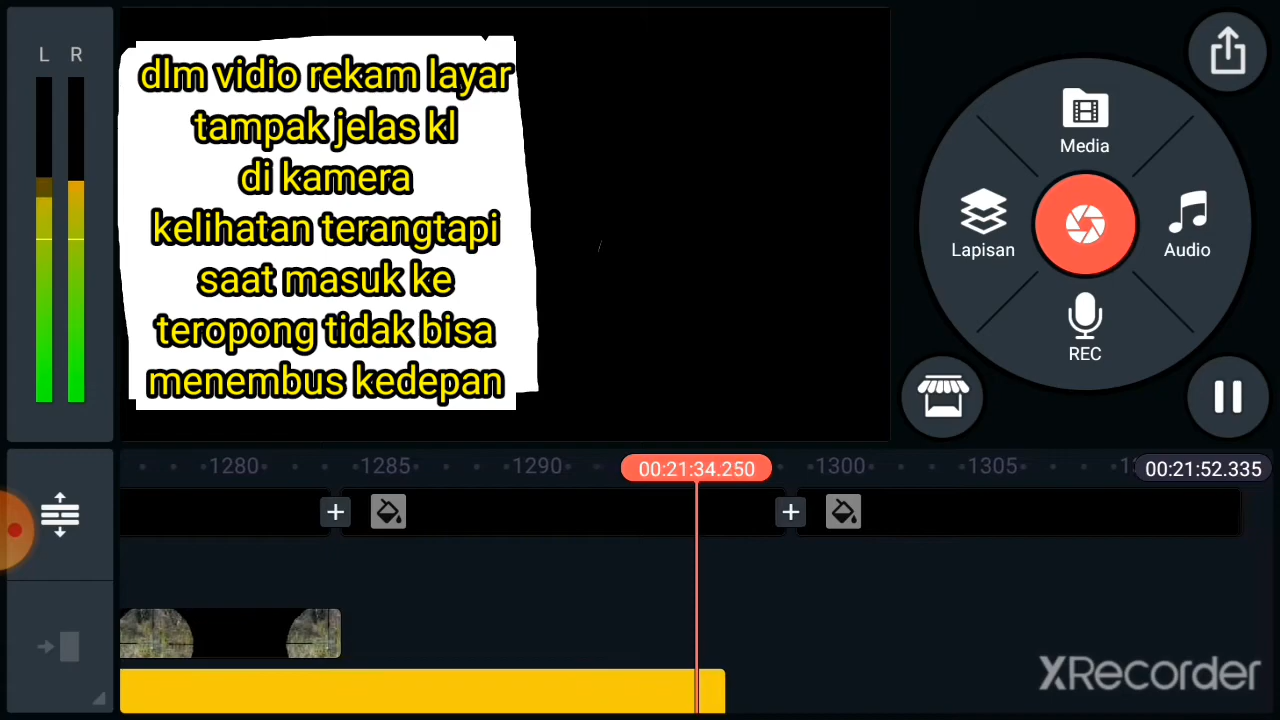 L R
dlm vidio rekam layar
tampak jelas kl
di kamera
kelihatan terangtapi
saat masuk ke
teropong tidak bisa
menembus kedepan
Media
Lapisan
Audio
REC
1280
1285
1290
00:21:34.250
1300
1305
00:21:52.335
XRecorder